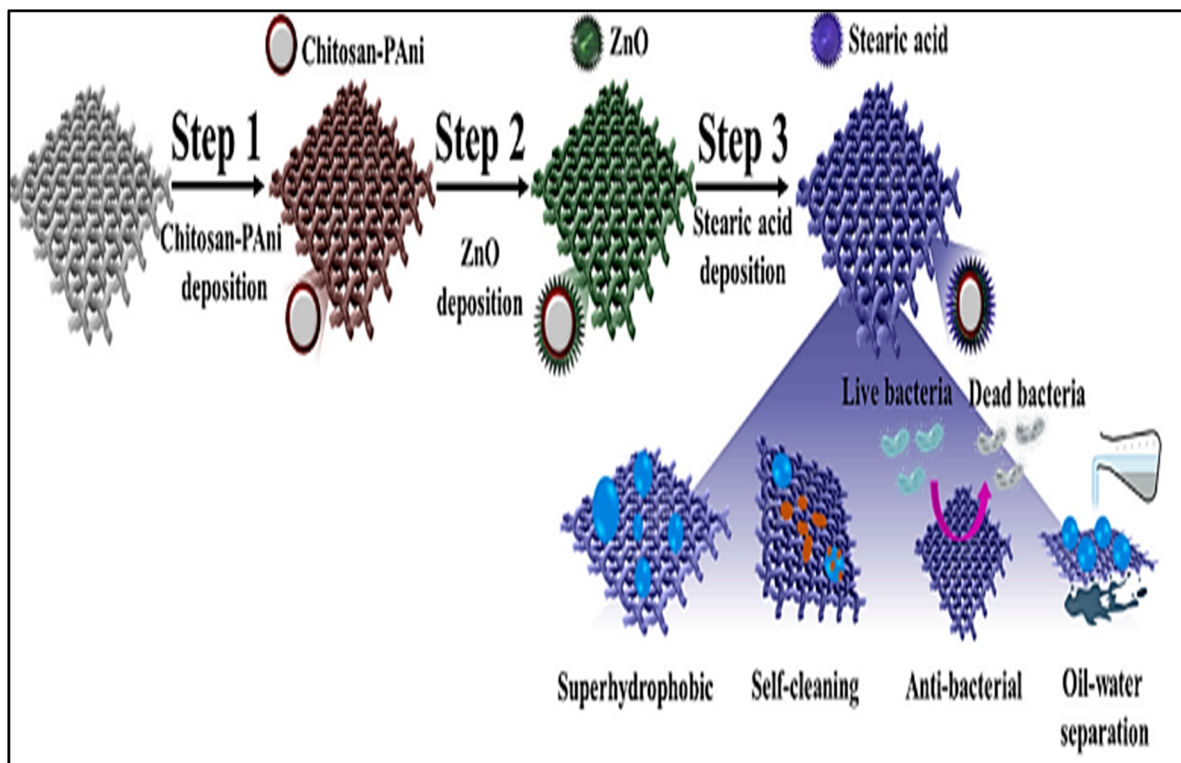 Chitosan-PAni
ZnO
Stearic acid
Step 1
Chitosan-PAni
deposition
Step 2
ZnO
deposition
Step 3
Stearic acid
deposition
Live bacteria
Dead bacteria
Superhydrophobic
Self-cleaning
Anti-bacterial
Oil-water
separation